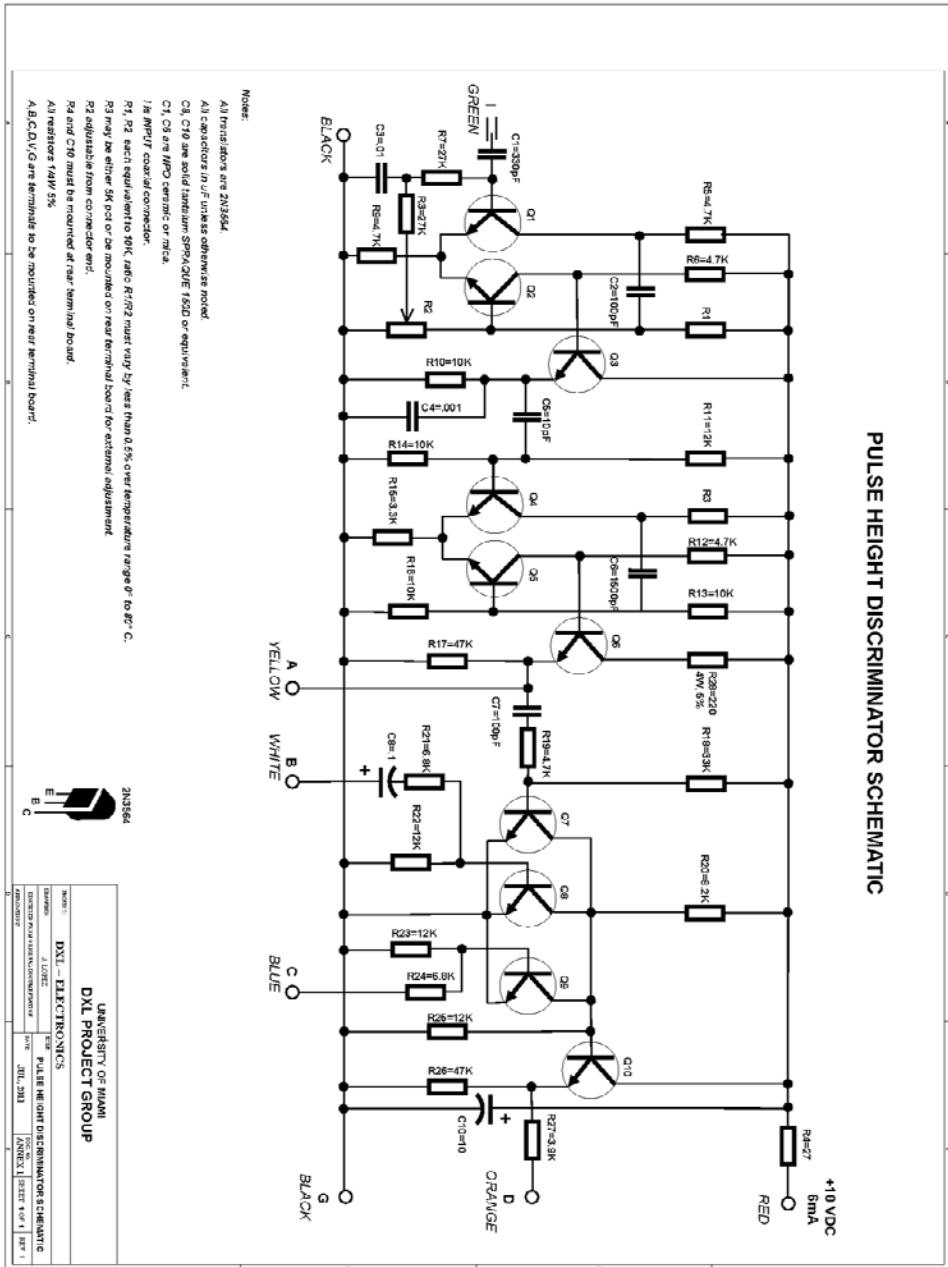 PULSE HEIGHT DISCRIMINATOR SCHEMATIC
+10 VDC
6mA
RED
R4=27
R5=4.7K
R6=4.7K
R1
R11=12K
R3
R12=4.7K
R13=10K
R28=220
R18=33K
R20=8.2K
C2=100pF
C6=1500pF
GREEN
C1=330pF
Q1
Q2
Q3
Q4
Q5
Q6
Q7
Q8
Q9
Q10
R7=27K
C3=.01
R9=4.7K
R2
R10=10K
C4=.001
C5=10pF
R14=10K
R15=3.3K
R17=47K
C7=100pF
R19=4.7K
R21=6.8K
C8=.1
+
R22=12K
R23=12K
R24=6.8K
R25=12K
R26=47K
C10=10
+
R27=3.9K
BLACK
A
YELLOW
B
WHITE
C
BLUE
D
ORANGE
G
BLACK
Notes:
All transistors are 2N3564.
All capacitors in uF unless otherwise noted.
C8, C10 are solid tantalum SPRAQUE 150D or equivalent.
C1, C6 are NPO ceramic or mica.
I is INPUT coaxial connector.
R1, R2 each equivalent to 10K, ratio R1/R2 must vary by less than 0.5% over temperature range 0° to 80° C.
R3 may be either 5K pot or be mounted on rear terminal board for external adjustment.
R2 adjustable from connector end.
R4 and C10 must be mounted at rear terminal board.
All resistors 1/4W 5%
A,B,C,D,V,G are terminals to be mounted on rear terminal board.
2N3564
E
B
C
UNIVERSITY OF MIAMI
DXL PROJECT GROUP
DXL - ELECTRONICS
J. LOPEZ
PULSE HEIGHT DISCRIMINATOR SCHEMATIC
JUL, 2013
ANNEX 1
SHEET 1 OF 1
REV 1